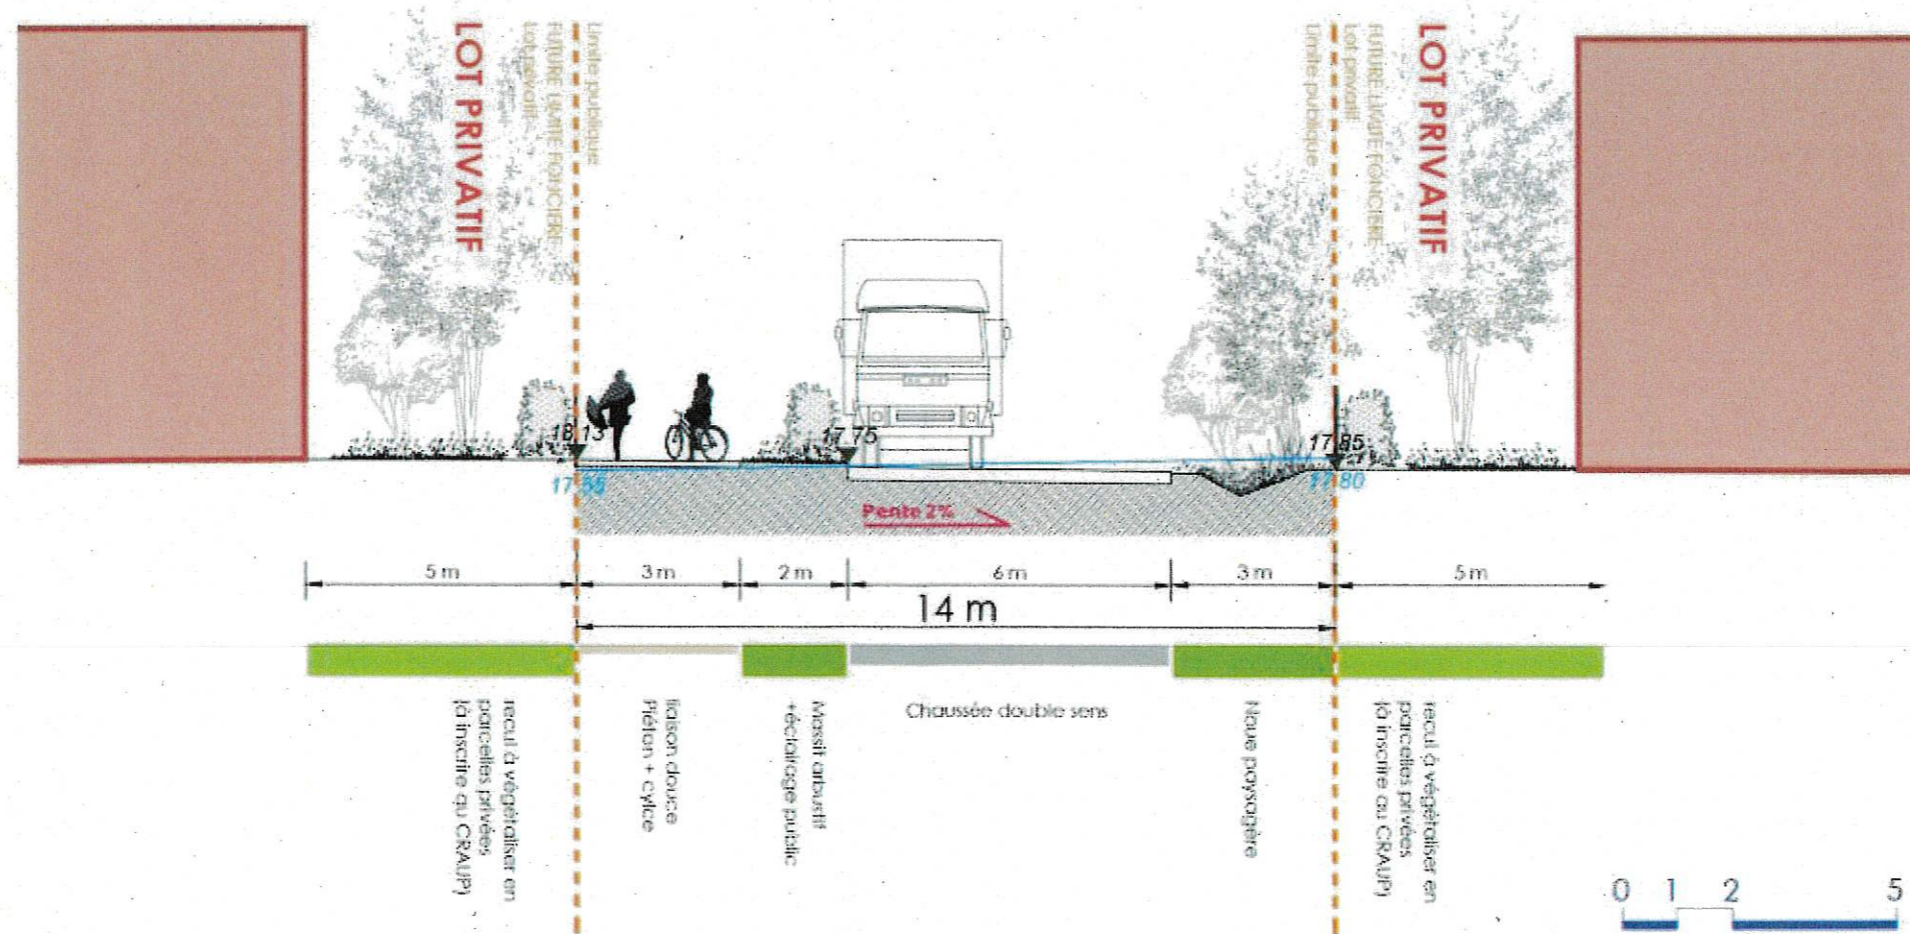 LOT PRIVATIF
Limite publique
FUTURE LIMITE FONCIERE
Lot privatif
Limite publique
Lot privatif
FUTURE LIMITE FONCIERE
LOT PRIVATIF
18,13
17,75
17,85
17,80
Pente 2%
5 m
3 m
2 m
6 m
3 m
5 m
14 m
recul à végétaliser en
parcelles privées
(à inscrire au CRAUP)
liaison douce
Piéton + cylce
Massif arbustif
+éclairage public
Chaussée double sens
Noue paysagère
recul à végétaliser en
parcelles privées
(à inscrire au CRAUP)
0 1 2 5